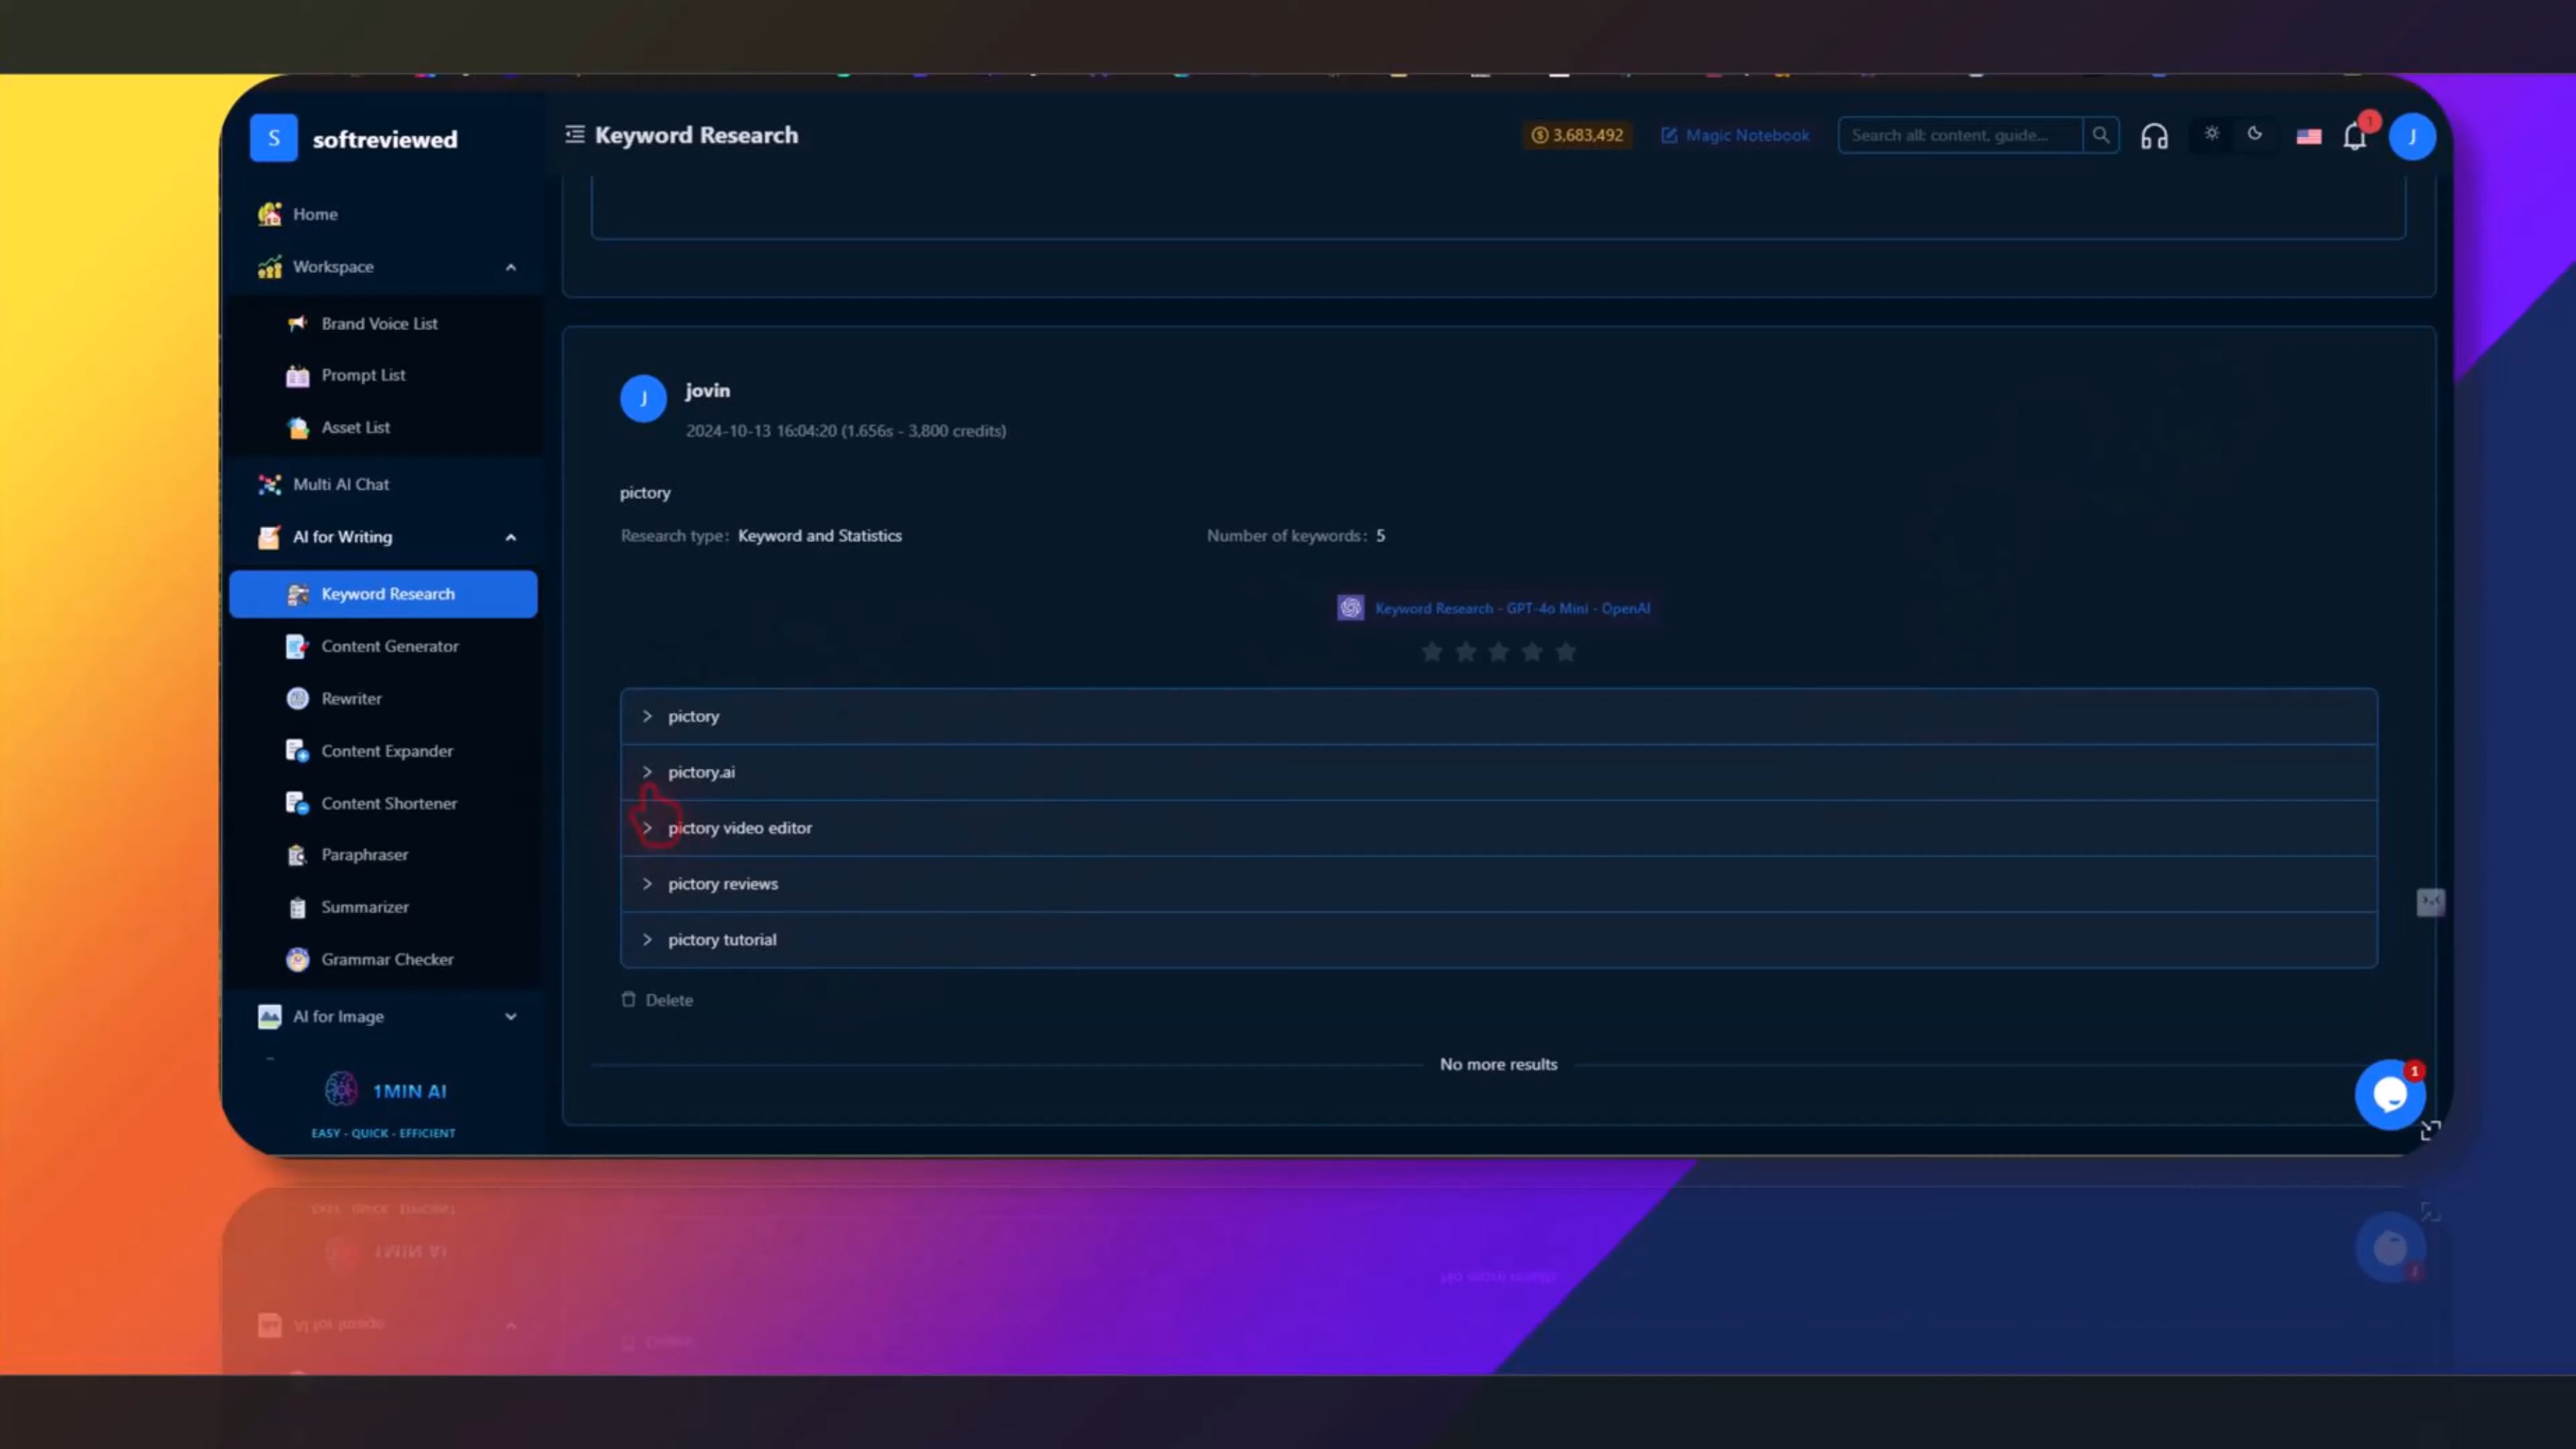 S softreviewed
Keyword Research
3,683,492
Magic Notebook
Search all: content, guide...
1
J
Home
Workspace
Brand Voice List
Prompt List
Asset List
Multi AI Chat
AI for Writing
Keyword Research
Content Generator
Rewriter
Content Expander
Content Shortener
Paraphraser
Summarizer
Grammar Checker
AI for Image
1MIN AI
EASY - QUICK - EFFICIENT
J
jovin
2024-10-13 16:04:20 (1.656s - 3,800 credits)
pictory
Research type: Keyword and Statistics
Number of keywords: 5
Keyword Research - GPT-4o Mini - OpenAI
pictory
pictory.ai
pictory video editor
pictory reviews
pictory tutorial
Delete
No more results
1